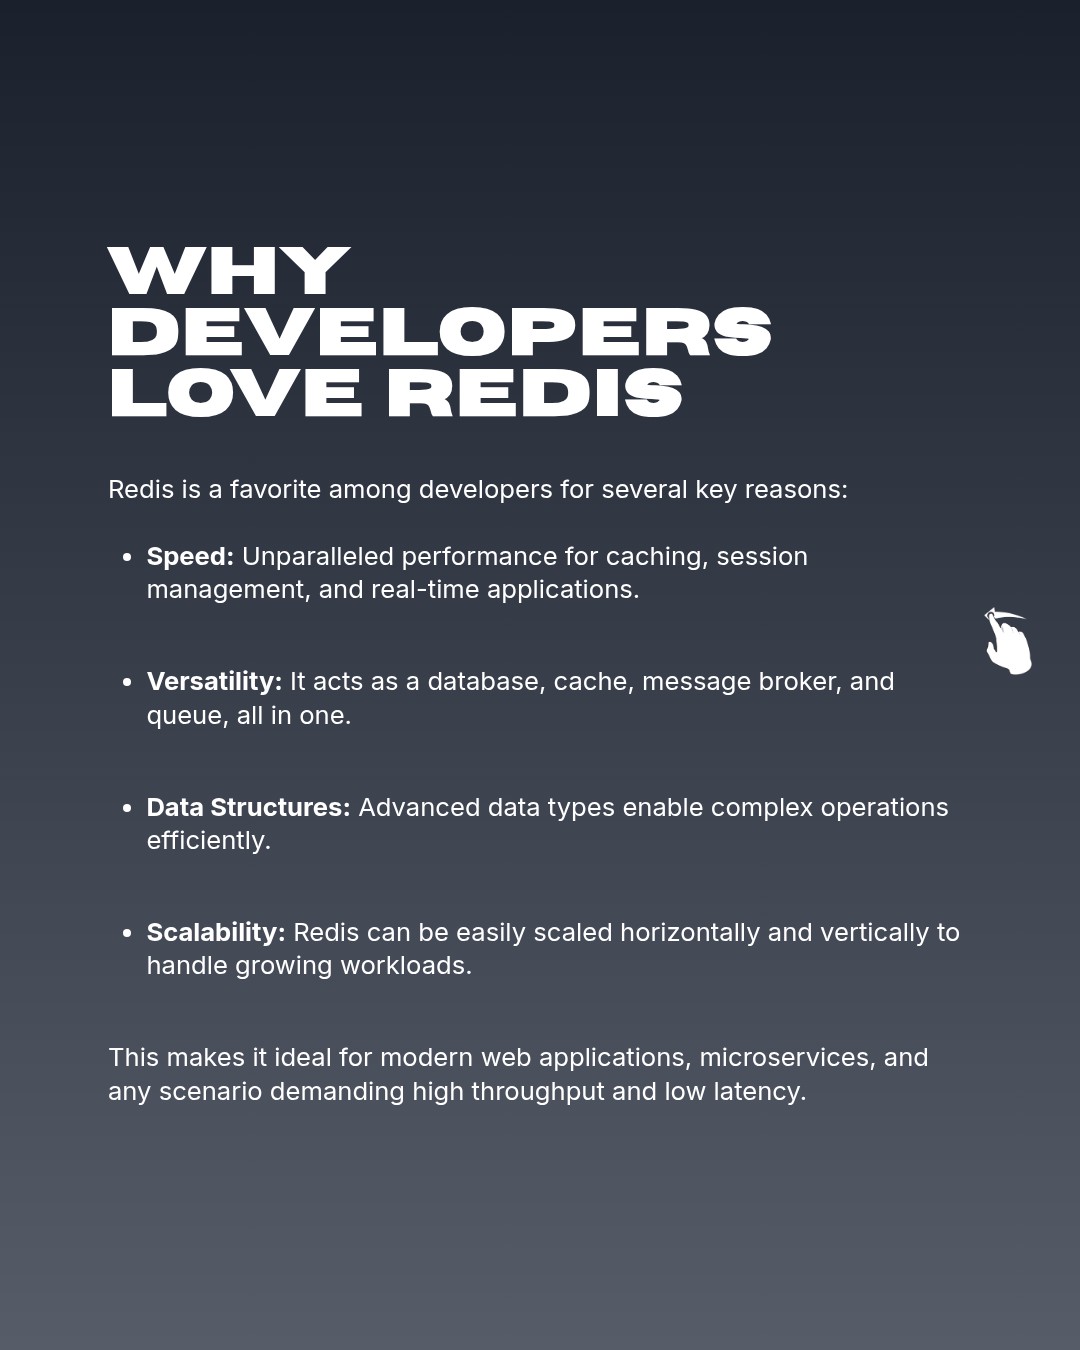 WHY
DEVELOPERS
LOVE REDIS
Redis is a favorite among developers for several key reasons:
• Speed: Unparalleled performance for caching, session
management, and real-time applications.
• Versatility: It acts as a database, cache, message broker, and
queue, all in one.
• Data Structures: Advanced data types enable complex operations
efficiently.
• Scalability: Redis can be easily scaled horizontally and vertically to
handle growing workloads.
This makes it ideal for modern web applications, microservices, and
any scenario demanding high throughput and low latency.